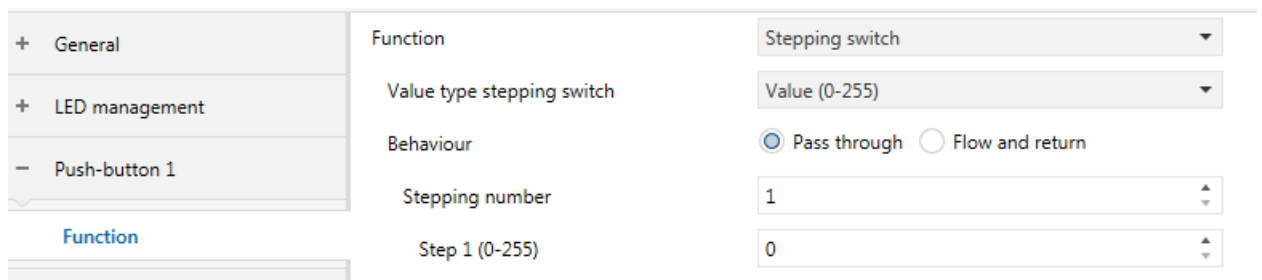 + General
+ LED management
− Push-button 1
Function
Function Stepping switch
Value type stepping switch Value (0-255)
Behaviour Pass through Flow and return
Stepping number 1
Step 1 (0-255) 0